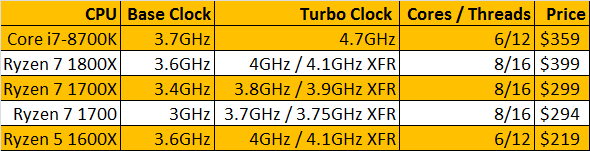 CPU Base Clock Turbo Clock Cores / Threads Price
Core i7-8700K 3.7GHz 4.7GHz 6/12 $359
Ryzen 7 1800X 3.6GHz 4GHz / 4.1GHz XFR 8/16 $399
Ryzen 7 1700X 3.4GHz 3.8GHz / 3.9GHz XFR 8/16 $299
Ryzen 7 1700 3GHz 3.7GHz / 3.75GHz XFR 8/16 $294
Ryzen 5 1600X 3.6GHz 4GHz / 4.1GHz XFR 6/12 $219